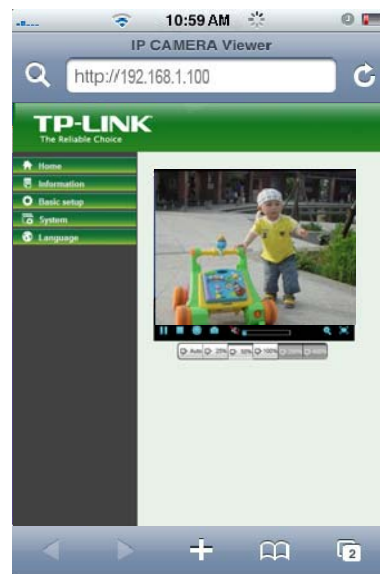 10:59 AM
IP CAMERA Viewer
http://192.168.1.100
TP-LINK
The Reliable Choice
Home
Information
Basic setup
System
Language
Auto 25% 50% 100%
2